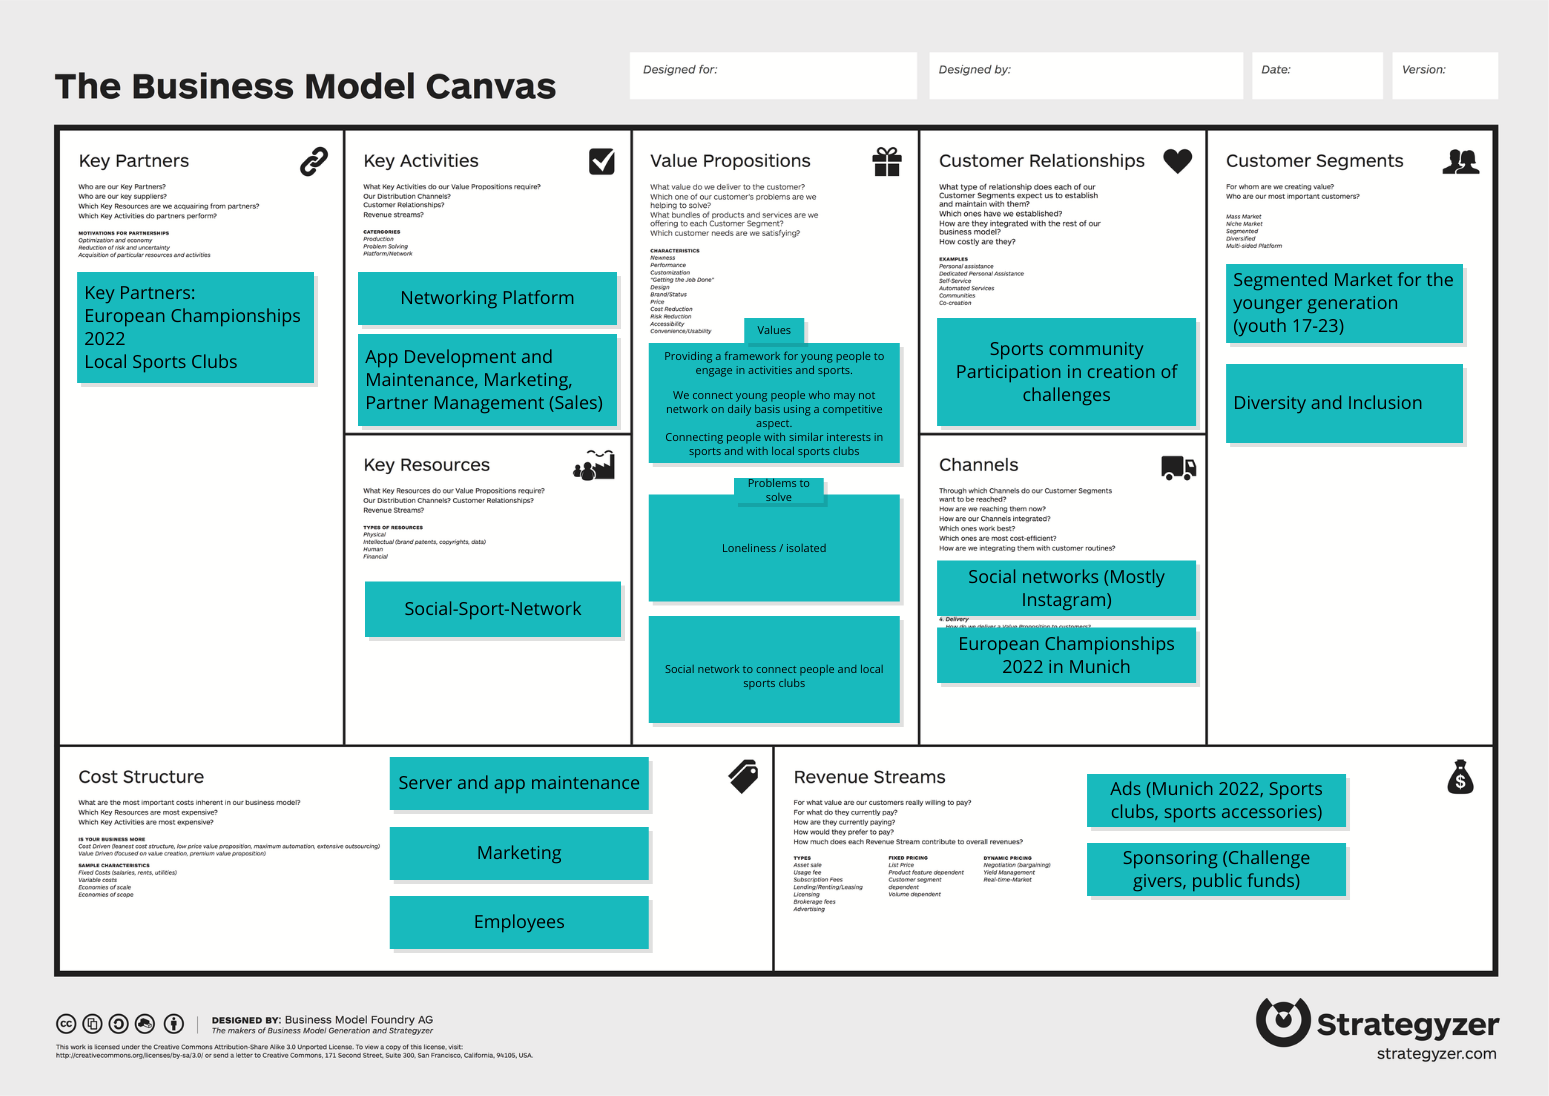 The Business Model Canvas
Designed for:
Designed by:
Date:
Version:
Key Partners
Who are our Key Partners?
Who are our key suppliers?
Which Key Resources are we acquairing from partners?
Which Key Activities do partners perform?
MOTIVATIONS FOR PARTNERSHIPS
Optimization and economy
Reduction of risk and uncertainty
Acquisition of particular resources and activities
Key Partners:
European Championships
2022
Local Sports Clubs
Key Activities
What Key Activities do our Value Propositions require?
Our Distribution Channels?
Customer Relationships?
Revenue streams?
CATERGORIES
Production
Problem Solving
Platform/Network
Networking Platform
App Development and
Maintenance, Marketing,
Partner Management (Sales)
Key Resources
What Key Resources do our Value Propositions require?
Our Distribution Channels? Customer Relationships?
Revenue Streams?
TYPES OF RESOURCES
Physical
Intellectual (brand patents, copyrights, data)
Human
Financial
Social-Sport-Network
Value Propositions
What value do we deliver to the customer?
Which one of our customer's problems are we
helping to solve?
What bundles of products and services are we
offering to each Customer Segment?
Which customer needs are we satisfying?
CHARACTERISTICS
Newness
Performance
Customization
"Getting the Job Done"
Design
Brand/Status
Price
Cost Reduction
Risk Reduction
Accessibility
Convenience/Usability
Values
Providing a framework for young people to
engage in activities and sports.
We connect young people who may not
network on daily basis using a competitive
aspect.
Connecting people with similar interests in
sports and with local sports clubs
Problems to
solve
Loneliness / isolated
Social network to connect people and local
sports clubs
Customer Relationships
What type of relationship does each of our
Customer Segments expect us to establish
and maintain with them?
Which ones have we established?
How are they integrated with the rest of our
business model?
How costly are they?
EXAMPLES
Personal assistance
Dedicated Personal Assistance
Self-Service
Automated Services
Communities
Co-creation
Sports community
Participation in creation of
challenges
Channels
Through which Channels do our Customer Segments
want to be reached?
How are we reaching them now?
How are our Channels integrated?
Which ones work best?
Which ones are most cost-efficient?
How are we integrating them with customer routines?
Social networks (Mostly
Instagram)
4. Delivery
How do we deliver a Value Proposition to customers?
European Championships
2022 in Munich
Customer Segments
For whom are we creating value?
Who are our most important customers?
Mass Market
Niche Market
Segmented
Diversified
Multi-sided Platform
Segmented Market for the
younger generation
(youth 17-23)
Diversity and Inclusion
Cost Structure
What are the most important costs inherent in our business model?
Which Key Resources are most expensive?
Which Key Activities are most expensive?
IS YOUR BUSINESS MORE
Cost Driven (leanest cost structure, low price value proposition, maximum automation, extensive outsourcing)
Value Driven (focused on value creation, premium value proposition)
SAMPLE CHARACTERISTICS
Fixed Costs (salaries, rents, utilities)
Variable costs
Economies of scale
Economies of scope
Server and app maintenance
Marketing
Employees
Revenue Streams
For what value are our customers really willing to pay?
For what do they currently pay?
How are they currently paying?
How would they prefer to pay?
How much does each Revenue Stream contribute to overall revenues?
TYPES
Asset sale
Usage fee
Subscription Fees
Lending/Renting/Leasing
Licensing
Brokerage fees
Advertising
FIXED PRICING
List Price
Product feature dependent
Customer segment
dependent
Volume dependent
DYNAMIC PRICING
Negotiation (bargaining)
Yield Management
Real-time-Market
Ads (Munich 2022, Sports
clubs, sports accessories)
Sponsoring (Challenge
givers, public funds)
$
cc
DESIGNED BY: Business Model Foundry AG
The makers of Business Model Generation and Strategyzer
This work is licensed under the Creative Commons Attribution-Share Alike 3.0 Unported License. To view a copy of this license, visit:
http://creativecommons.org/licenses/by-sa/3.0/ or send a letter to Creative Commons, 171 Second Street, Suite 300, San Francisco, California, 94105, USA.
Strategyzer
strategyzer.com